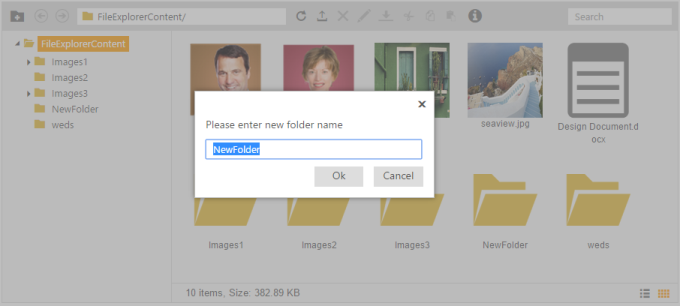 FileExplorerContent/
Search
FileExplorerContent
Images1
Images2
Images3
NewFolder
weds
seaview.jpg
Design Document.d
ocx
Please enter new folder name
NewFolder
Ok
Cancel
Images1
Images2
Images3
NewFolder
weds
10 items, Size: 382.89 KB